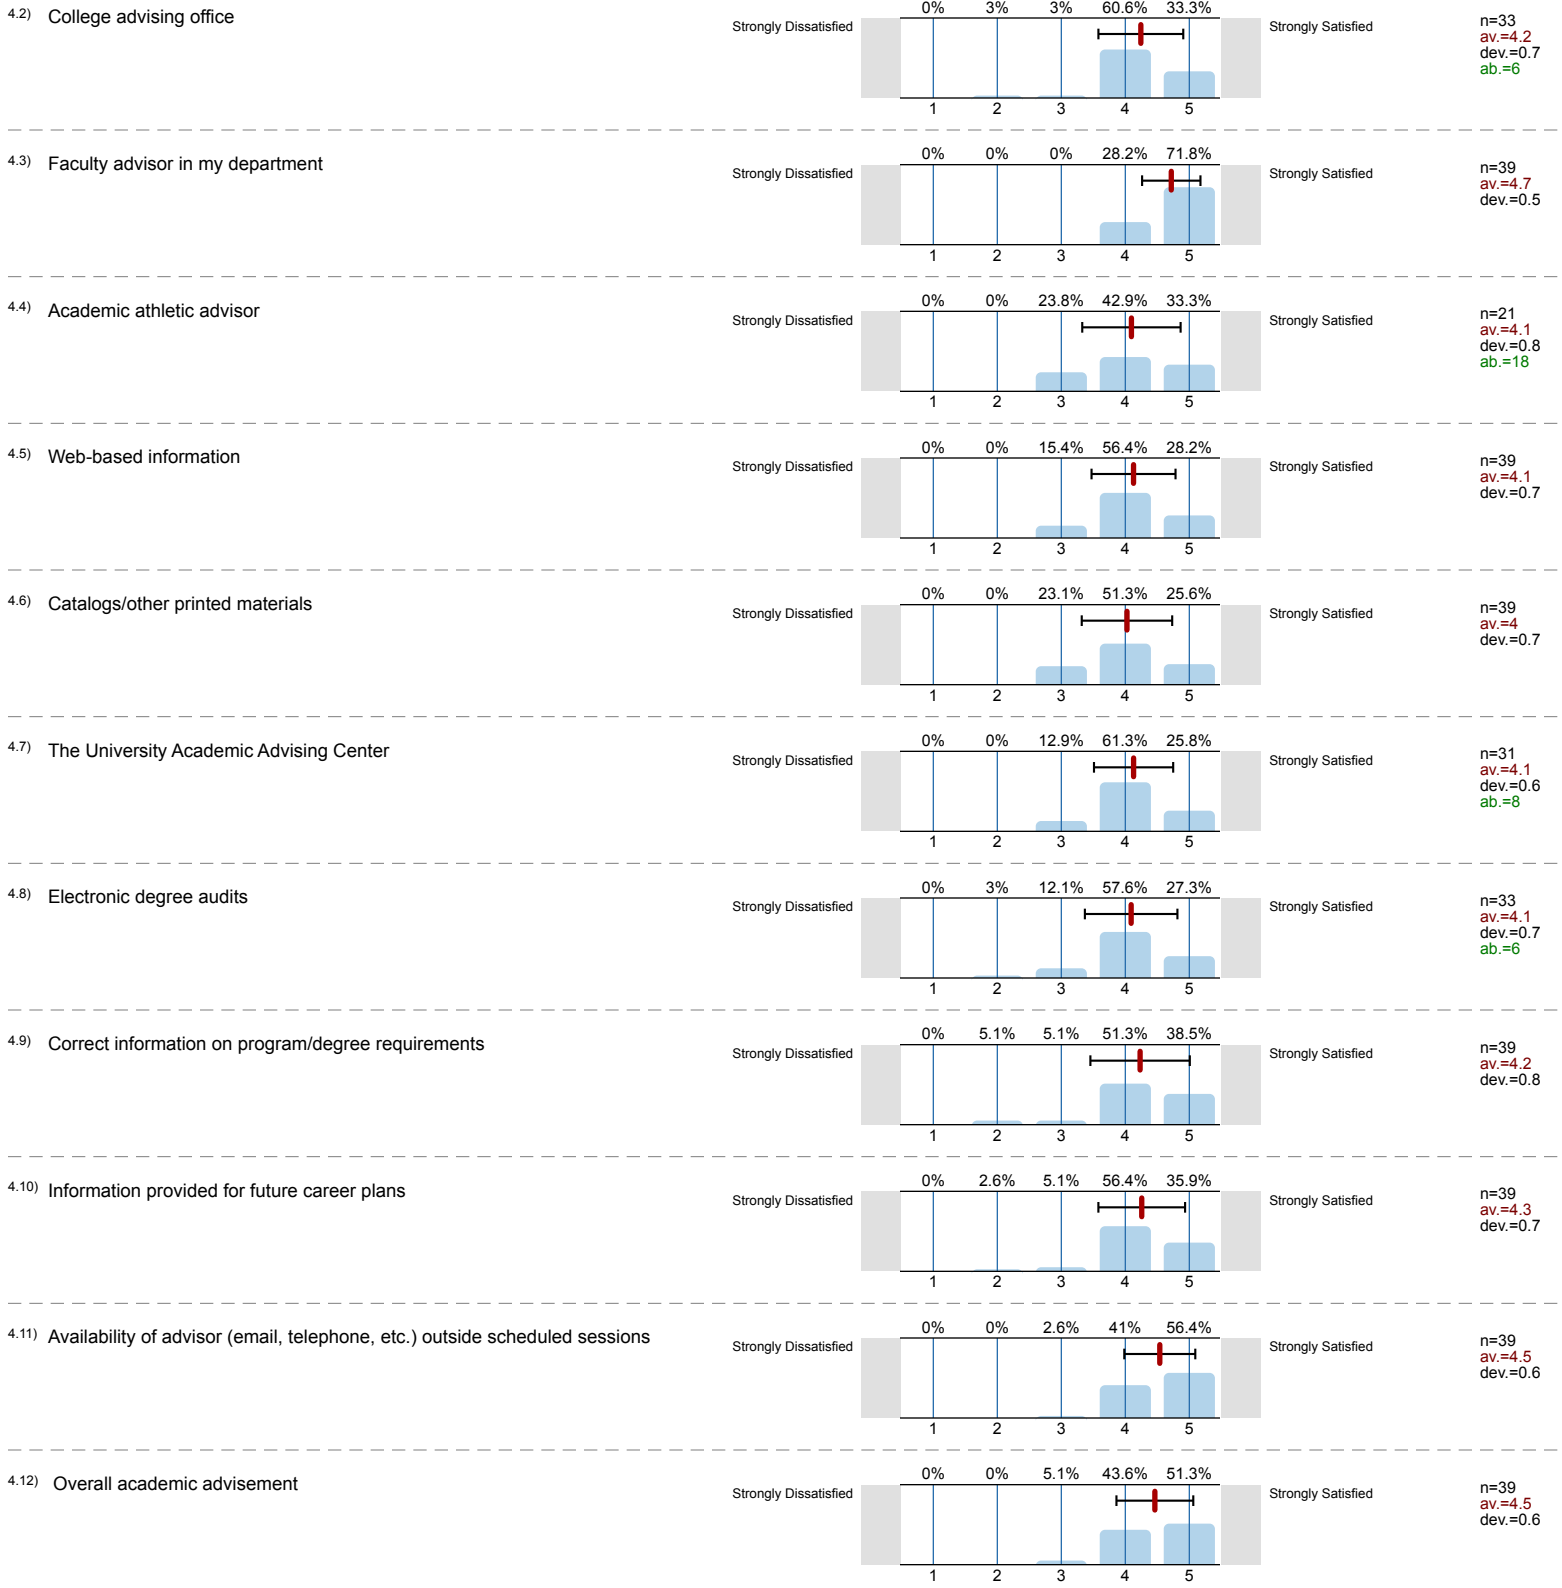 4.2) College advising office
Strongly Dissatisfied
0% 3% 3% 60.6% 33.3%
1 2 3 4 5
Strongly Satisfied
n=33
av.=4.2
dev.=0.7
ab.=6
4.3) Faculty advisor in my department
Strongly Dissatisfied
0% 0% 0% 28.2% 71.8%
1 2 3 4 5
Strongly Satisfied
n=39
av.=4.7
dev.=0.5
4.4) Academic athletic advisor
Strongly Dissatisfied
0% 0% 23.8% 42.9% 33.3%
1 2 3 4 5
Strongly Satisfied
n=21
av.=4.1
dev.=0.8
ab.=18
4.5) Web-based information
Strongly Dissatisfied
0% 0% 15.4% 56.4% 28.2%
1 2 3 4 5
Strongly Satisfied
n=39
av.=4.1
dev.=0.7
4.6) Catalogs/other printed materials
Strongly Dissatisfied
0% 0% 23.1% 51.3% 25.6%
1 2 3 4 5
Strongly Satisfied
n=39
av.=4
dev.=0.7
4.7) The University Academic Advising Center
Strongly Dissatisfied
0% 0% 12.9% 61.3% 25.8%
1 2 3 4 5
Strongly Satisfied
n=31
av.=4.1
dev.=0.6
ab.=8
4.8) Electronic degree audits
Strongly Dissatisfied
0% 3% 12.1% 57.6% 27.3%
1 2 3 4 5
Strongly Satisfied
n=33
av.=4.1
dev.=0.7
ab.=6
4.9) Correct information on program/degree requirements
Strongly Dissatisfied
0% 5.1% 5.1% 51.3% 38.5%
1 2 3 4 5
Strongly Satisfied
n=39
av.=4.2
dev.=0.8
4.10) Information provided for future career plans
Strongly Dissatisfied
0% 2.6% 5.1% 56.4% 35.9%
1 2 3 4 5
Strongly Satisfied
n=39
av.=4.3
dev.=0.7
4.11) Availability of advisor (email, telephone, etc.) outside scheduled sessions
Strongly Dissatisfied
0% 0% 2.6% 41% 56.4%
1 2 3 4 5
Strongly Satisfied
n=39
av.=4.5
dev.=0.6
4.12) Overall academic advisement
Strongly Dissatisfied
0% 0% 5.1% 43.6% 51.3%
1 2 3 4 5
Strongly Satisfied
n=39
av.=4.5
dev.=0.6